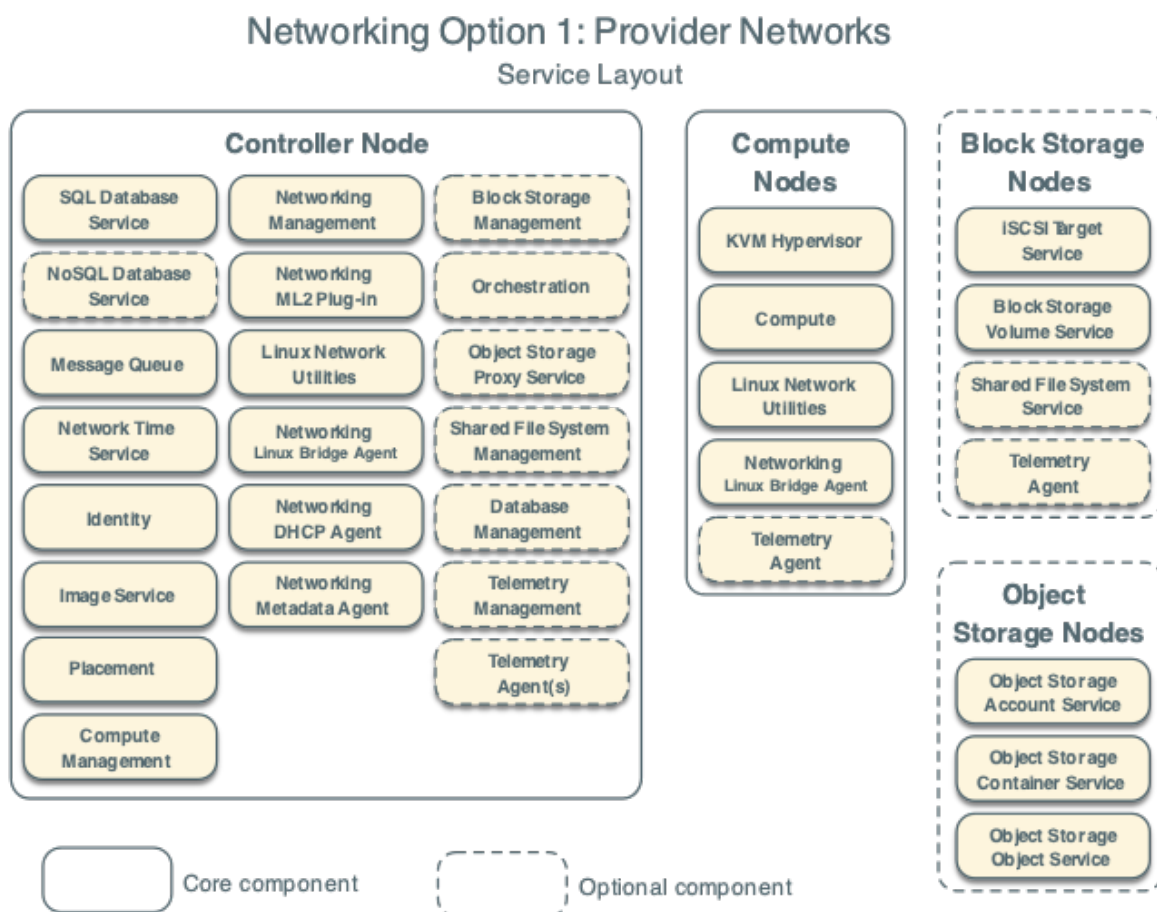 Networking Option 1: Provider Networks
Service Layout
Controller Node
SQL Database
Service
NoSQL Database
Service
Message Queue
Network Time
Service
Identity
Image Service
Placement
Compute
Management
Networking
Management
Networking
ML2 Plug-in
Linux Network
Utilities
Networking
Linux Bridge Agent
Networking
DHCP Agent
Networking
Metadata Agent
Block Storage
Management
Orchestration
Object Storage
Proxy Service
Shared File System
Management
Database
Management
Telemetry
Management
Telemetry
Agent(s)
Compute
Nodes
KVM Hypervisor
Compute
Linux Network
Utilities
Networking
Linux Bridge Agent
Telemetry
Agent
Block Storage
Nodes
iSCSI Target
Service
Block Storage
Volume Service
Shared File System
Service
Telemetry
Agent
Object
Storage Nodes
Object Storage
Account Service
Object Storage
Container Service
Object Storage
Object Service
Core component
Optional component